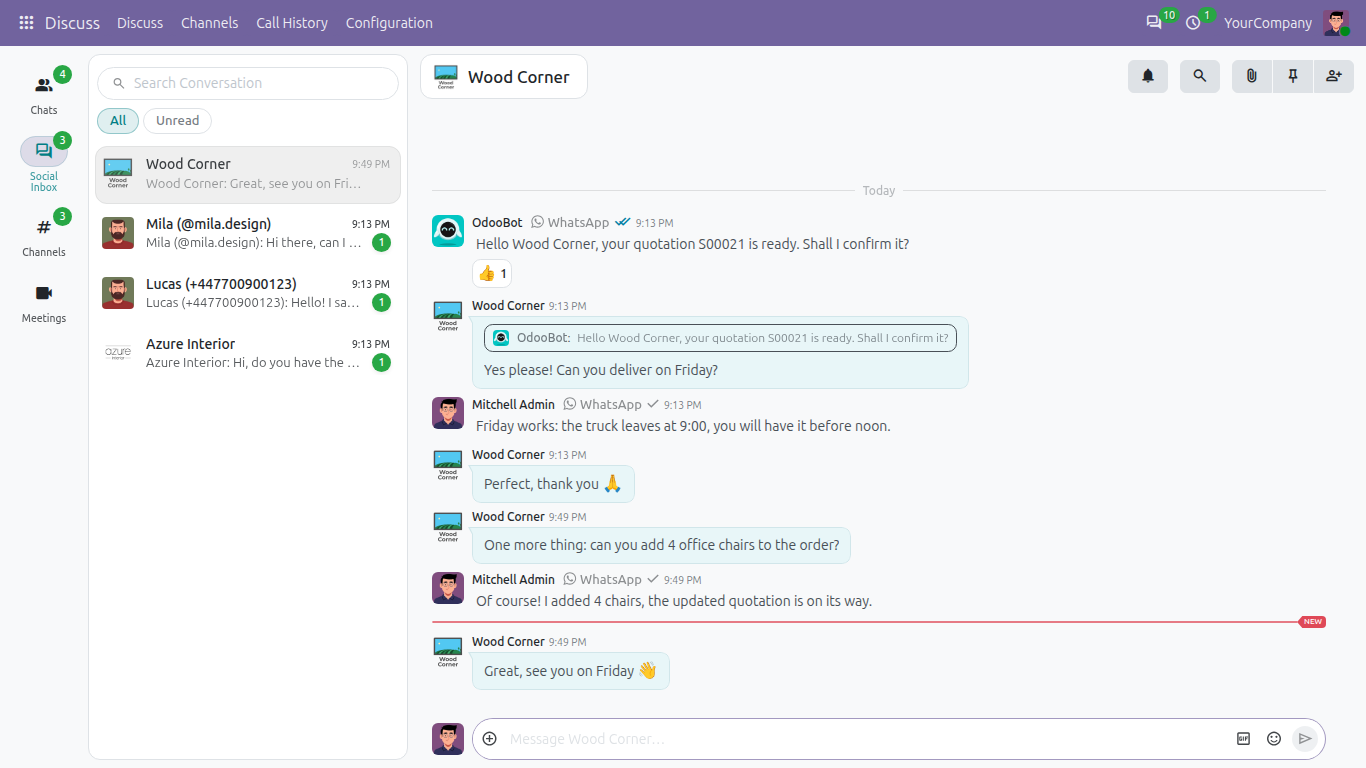 Discuss Discuss Channels Call History Configuration 10 1 YourCompany
4
Chats
3
Social
Inbox
3
Channels
Meetings
Search Conversation
All Unread
Wood Corner 9:49 PM
Wood Corner: Great, see you on Fri…
Mila (@mila.design) 9:13 PM
Mila (@mila.design): Hi there, can I … 1
Lucas (+447700900123) 9:13 PM
Lucas (+447700900123): Hello! I sa… 1
Azure Interior 9:13 PM
Azure Interior: Hi, do you have the … 1
Wood Corner
Today
OdooBot WhatsApp 9:13 PM
Hello Wood Corner, your quotation S00021 is ready. Shall I confirm it?
👍 1
Wood Corner 9:13 PM
OdooBot: Hello Wood Corner, your quotation S00021 is ready. Shall I confirm it?
Yes please! Can you deliver on Friday?
Mitchell Admin WhatsApp 9:13 PM
Friday works: the truck leaves at 9:00, you will have it before noon.
Wood Corner 9:13 PM
Perfect, thank you 🙏
Wood Corner 9:49 PM
One more thing: can you add 4 office chairs to the order?
Mitchell Admin WhatsApp 9:49 PM
Of course! I added 4 chairs, the updated quotation is on its way.
NEW
Wood Corner 9:49 PM
Great, see you on Friday 👋
Message Wood Corner…
GIF